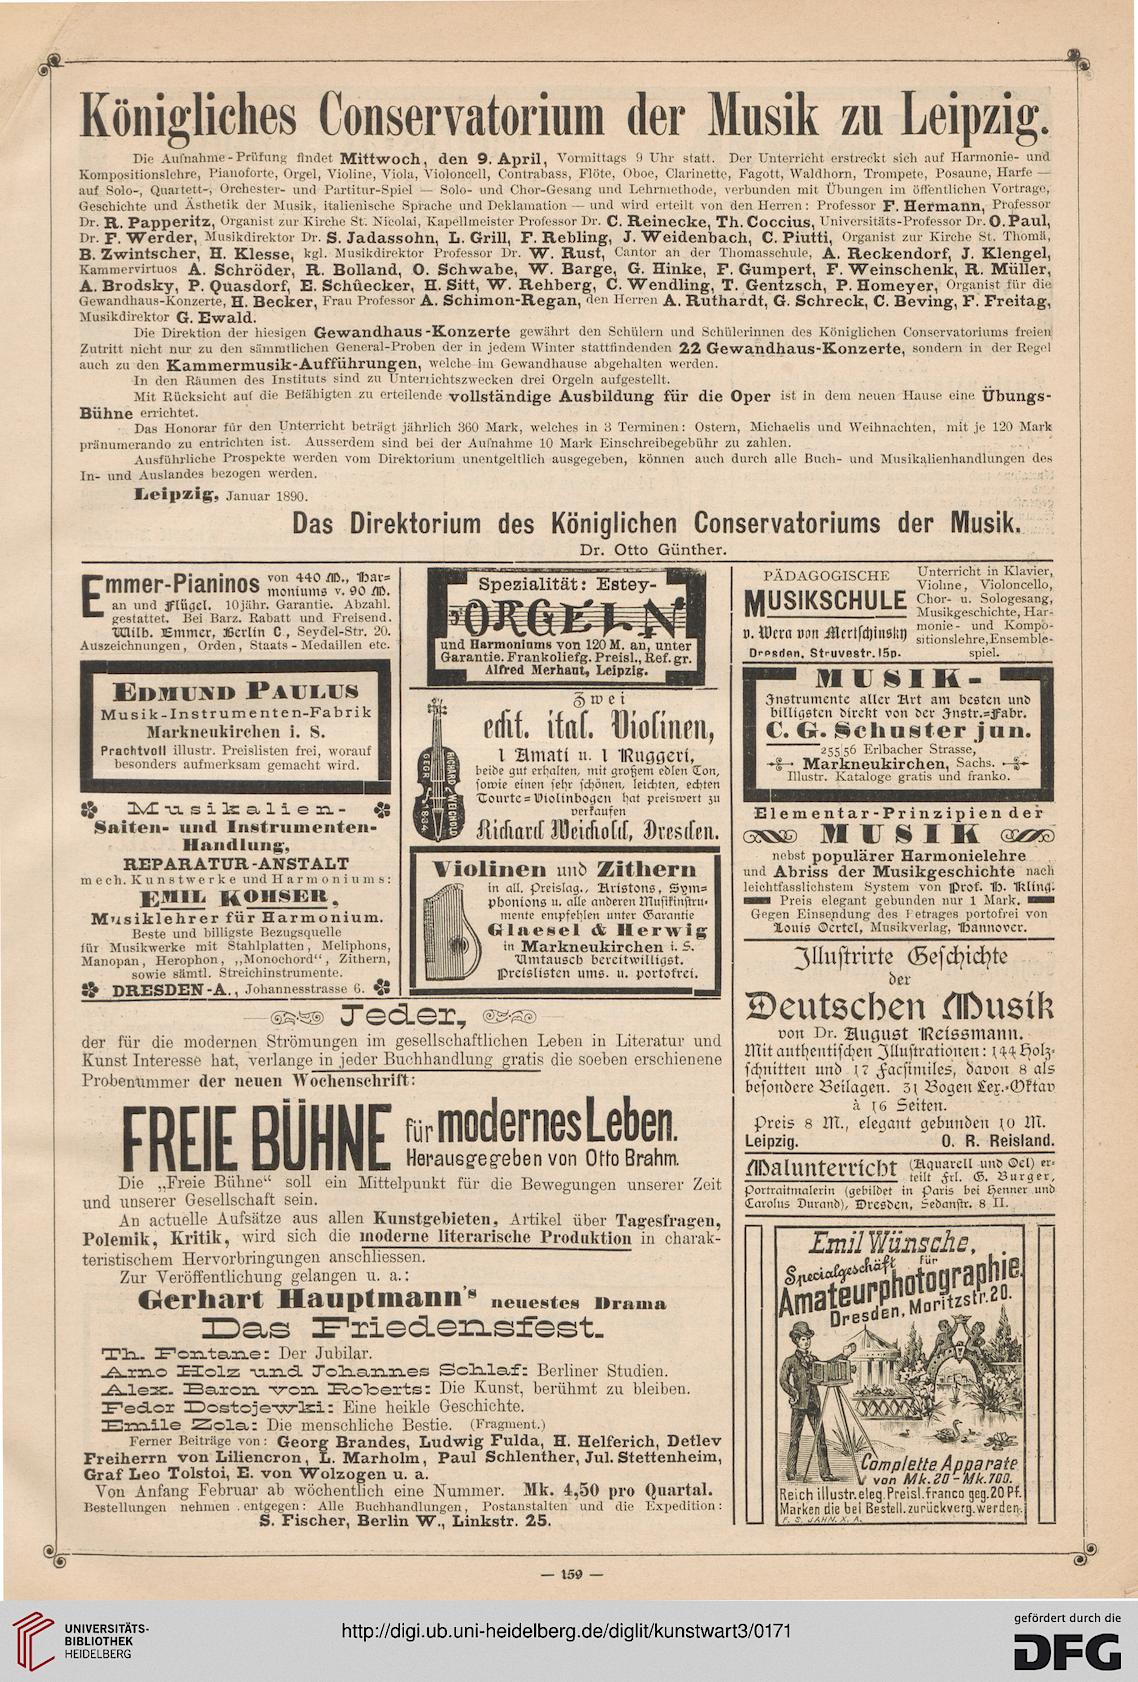 Königliches Conservatorium der Musik zu Leipzig.
Die Aufnahme-Prüfung findet Mittwoch, den 9. April, Vormittags 9 Uhr statt. Der Unterricht erstreckt sich auf Harmonie- und
Kompositionslehre, Pianoforte, Orgel, Violine, Viola, Violoncell, Contrabass, Flöte, Oboe, Clarinette, Fagott, Waldhorn, Trompete, Posaune, Harfe —
auf Solo-, Quartett-, Orchester- und Partitur-Spiel — Solo- und Chor-Gesang und Lehrmethode, verbunden mit Übungen im öffentlichen Vortrage,
Geschichte und Ästhetik der Musik, italienische Sprache und Deklamation — und wird erteilt von den Herren: Professor F. Hermann, Professor
Dr. R. Papperitz, Organist zur Kirche St. Nicolai, Kapellmeister Professor Dr. C. Reinecke, Th. Coccius, Universitäts-Professor Dr. O. Paul,
Dr. F. Werder, Musikdirektor Dr. S. Jadassohn, L. Grill, F. Rebling, J. Weidenbach, C. Piutti, Organist zur Kirche St. Thomä,
B. Zwintscher, H. Klesse, kgl. Musikdirektor Professor Dr. W. Rust, Cantor an der Thomasschule, A. Reckendorf, J. Klengel,
Kammervirtuos A. Schröder, R. Bolland, O. Schwabe, W. Barge, G. Hinke, F. Gumpert, F. Weinschenk, R. Müller,
A. Brodsky, P. Quasdorf, E. Schüecker, H. Sitt, W. Rehberg, C. Wendling, T. Gentzsch, P. Homeyer, Organist für die
Gewandhaus-Konzerte, H. Becker, Frau Professor A. Schimon-Regan, den Herren A. Ruthardt, G. Schreck, C. Beving, F. Freitag,
Musikdirektor G. Ewald.
Die Direktion der hiesigen Gewandhaus-Konzerte gewährt den Schülern und Schülerinnen des Königlichen Conservatoriums freien
Zutritt nicht nur zu den sämmtlichen General-Proben der in jedem Winter stattfindenden 22 Gewandhaus-Konzerte, sondern in der Regel
auch zu den Kammermusik-Aufführungen, welche im Gewandhause abgehalten werden.
In den Räumen des Instituts sind zu Unterrichtszwecken drei Orgeln aufgestellt.
Mit Rücksicht auf die Befähigten zu erteilende vollständige Ausbildung für die Oper ist in dem neuen Hause eine Übungs-
Bühne errichtet.
Das Honorar für den Unterricht beträgt jährlich 360 Mark, welches in 3 Terminen: Ostern, Michaelis und Weihnachten, mit je 120 Mark
pränumerando zu entrichten ist. Ausserdem sind bei der Aufnahme 10 Mark Einschreibegebühr zu zahlen.
Ausführliche Prospekte werden vom Direktorium unentgeltlich ausgegeben, können auch durch alle Buch- und Musikalienhandlungen des
In- und Auslandes bezogen werden.
Leipzig, Januar 1890.
Das Direktorium des Königlichen Conservatoriums der Musik.
Dr. Otto Günther.
Emmer-Pianinos von 440 M., Har=
moniums v. 90 M.
an und Flügel. 10jähr. Garantie. Abzahl.
gestattet. Bei Barz. Rabatt und Freisend.
Wilh. Emmer, Berlin C., Seydel-Str. 20.
Auszeichnungen, Orden, Staats-Medaillen etc.
EDMUND PAULUS
Musik-Instrumenten-Fabrik
Markneukirchen i. S.
Prachtvoll illustr. Preislisten frei, worauf
besonders aufmerksam gemacht wird.
Musikalien-
Saiten- und Instrumenten-
Handlung,
REPARATUR-ANSTALT
mech. Kunstwerke und Harmoniums:
EMIL KOHSER,
Musiklehrer für Harmonium.
Beste und billigste Bezugsquelle
für Musikwerke mit Stahlplatten, Meliphons,
Manopan, Herophon, „Monochord“, Zithern,
sowie sämtl. Streichinstrumente.
DRESDEN-A., Johannesstrasse 6.
Spezialität: Estey-
ORGELN
und Harmoniums von 120 M. an, unter
Garantie. Frankoliefg. Preisl., Ref. gr.
Alfred Merhaut, Leipzig.
Zwei
echt. ital. Violinen,
1 Amati u. 1 Ruggeri,
beide gut erhalten, mit großem edlen Ton,
sowie einen sehr schönen, leichten, echten
Tourte=Violinbogen hat preiswert zu
verkaufen
Richard Weichold, Dresden.
GEGR. 1834
RICHARD WEICHOLD
Violinen und Zithern
in all. Preislag., Aristons, Sym=
phonions u. alle anderen Musikinstru=
mente empfehlen unter Garantie
Glaesel & Herwig
in Markneukirchen i. S.
Umtausch bereitwilligst.
Preislisten ums. u. portofrei.
PÄDAGOGISCHE
MUSIKSCHULE
v. Wera von Mertschinsky
Dresden, Struvestr. 15p.
Unterricht in Klavier,
Violine, Violoncello,
Chor- u. Sologesang,
Musikgeschichte, Har-
monie- und Kompo-
sitionslehre, Ensemble-
spiel.
MUSIK-
Instrumente aller Art am besten und
billigsten direkt von der Instr.=Fabr.
C. G. Schuster jun.
255|56 Erlbacher Strasse,
Markneukirchen, Sachs.
Illustr. Kataloge gratis und franko.
Elementar-Prinzipien der
MUSIK
nebst populärer Harmonielehre
und Abriss der Musikgeschichte nach
leichtfasslichstem System von Prof. H. Kling.
Preis elegant gebunden nur 1 Mark.
Gegen Einsendung des Betrages portofrei von
Louis Oertel, Musikverlag, Hannover.
Illustrirte Geschichte
der
Deutschen Musik
von Dr. August Reissmann.
Mit authentischen Illustrationen: 144 Holz=
schnitten und 17 Facsimiles, davon 8 als
besondere Beilagen. 31 Bogen Lex.=Oktav
à 16 Seiten.
Preis 8 M., elegant gebunden 10 M.
Leipzig. O. R. Reisland.
Malunterricht (Aquarell und Oel) er=
teilt Frl. G. Burger,
Portraitmalerin (gebildet in Paris bei Henner und
Carolus Durand), Dresden, Sedanstr. 8 II.
Emil Wünsche,
Specialgeschäft für
Amateurphotographie.
Dresden, Moritzstr. 20.
Complette Apparate
von Mk. 20 – Mk. 700.
Reich illustr. eleg. Preisl. franco geg. 20 Pf.
Marken die bei Bestell. zurückverg. werden.
F. S. JAHN. X. A.
Jeder,
der für die modernen Strömungen im gesellschaftlichen Leben in Literatur und
Kunst Interesse hat, verlange in jeder Buchhandlung gratis die soeben erschienene
Probenummer der neuen Wochenschrift:
FREIE BÜHNE für modernes Leben.
Herausgegeben von Otto Brahm.
Die „Freie Bühne“ soll ein Mittelpunkt für die Bewegungen unserer Zeit
und unserer Gesellschaft sein.
An actuelle Aufsätze aus allen Kunstgebieten, Artikel über Tagesfragen,
Polemik, Kritik, wird sich die moderne literarische Produktion in charak-
teristischem Hervorbringungen anschliessen.
Zur Veröffentlichung gelangen u. a.:
Gerhart Hauptmann's neuestes Drama
Das Friedensfest.
Th. Fontane: Der Jubilar.
Arno Holz und Johannes Schlaf: Berliner Studien.
Alex. Baron von Roberts: Die Kunst, berühmt zu bleiben.
Fedor Dostojewski: Eine heikle Geschichte.
Emile Zola: Die menschliche Bestie. (Fragment.)
Ferner Beiträge von: Georg Brandes, Ludwig Fulda, H. Helferich, Detlev
Freiherrn von Liliencron, L. Marholm, Paul Schlenther, Jul. Stettenheim,
Graf Leo Tolstoi, E. von Wolzogen u. a.
Von Anfang Februar ab wöchentlich eine Nummer. Mk. 4,50 pro Quartal.
Bestellungen nehmen entgegen: Alle Buchhandlungen, Postanstalten und die Expedition:
S. Fischer, Berlin W., Linkstr. 25.
— 159 —
UNIVERSITÄTS-
BIBLIOTHEK
HEIDELBERG
http://digi.ub.uni-heidelberg.de/diglit/kunstwart3/0171
gefördert durch die
DFG